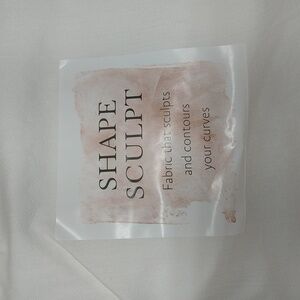 SHAPE
SCULPT
Fabric that sculpts
and contours
your curves